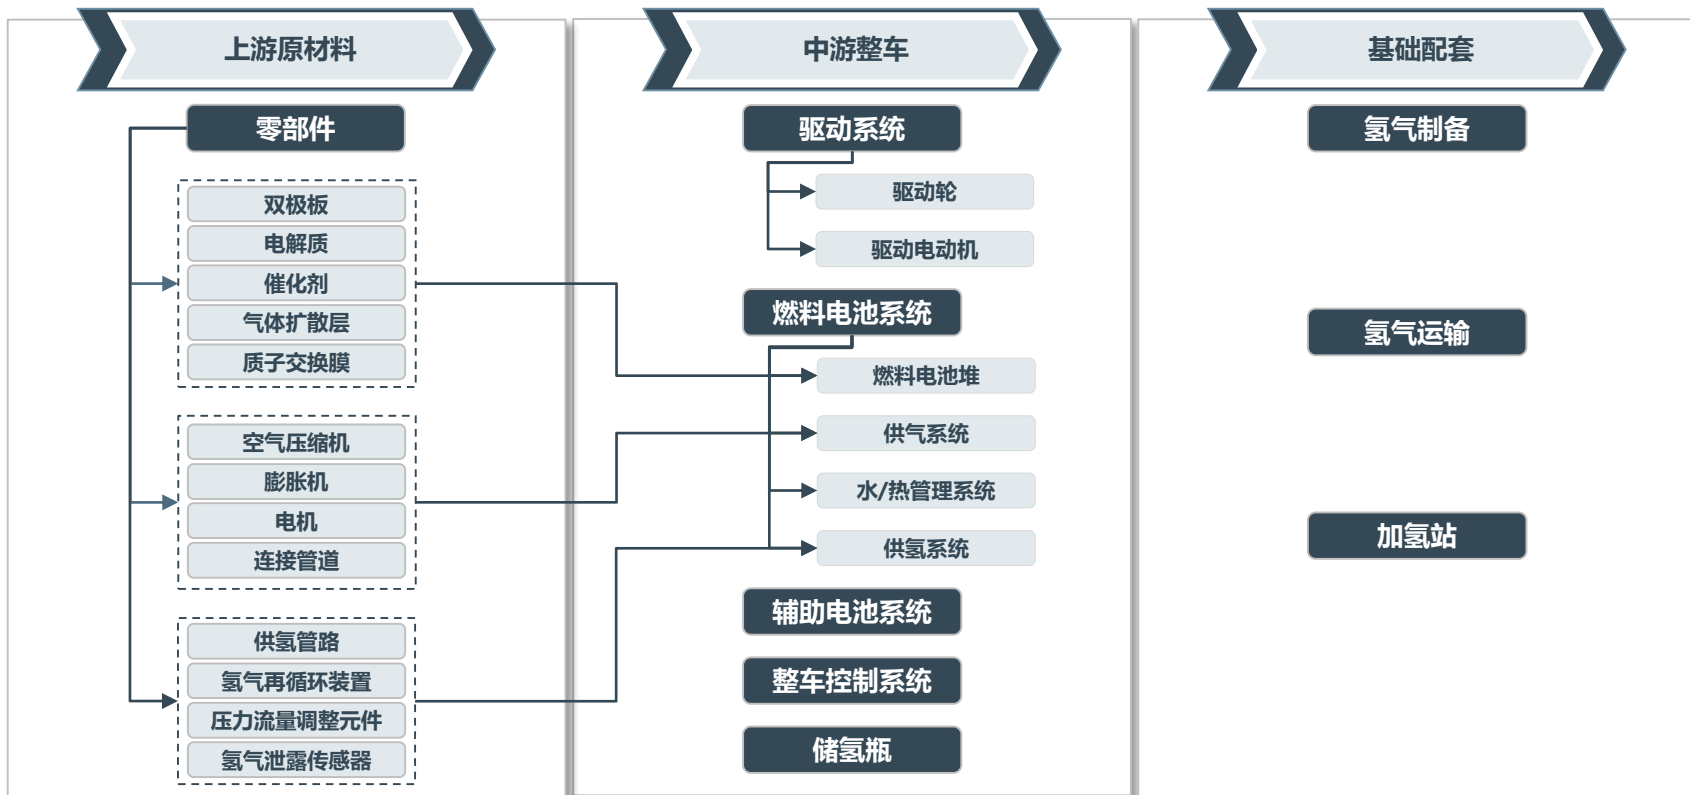 上游原材料
零部件
双极板
电解质
催化剂
气体扩散层
质子交换膜
空气压缩机
膨胀机
电机
连接管道
供氢管路
氢气再循环装置
压力流量调整元件
氢气泄露传感器
中游整车
驱动系统
驱动轮
驱动电动机
燃料电池系统
燃料电池堆
供气系统
水/热管理系统
供氢系统
辅助电池系统
整车控制系统
储氢瓶
基础配套
氢气制备
氢气运输
加氢站